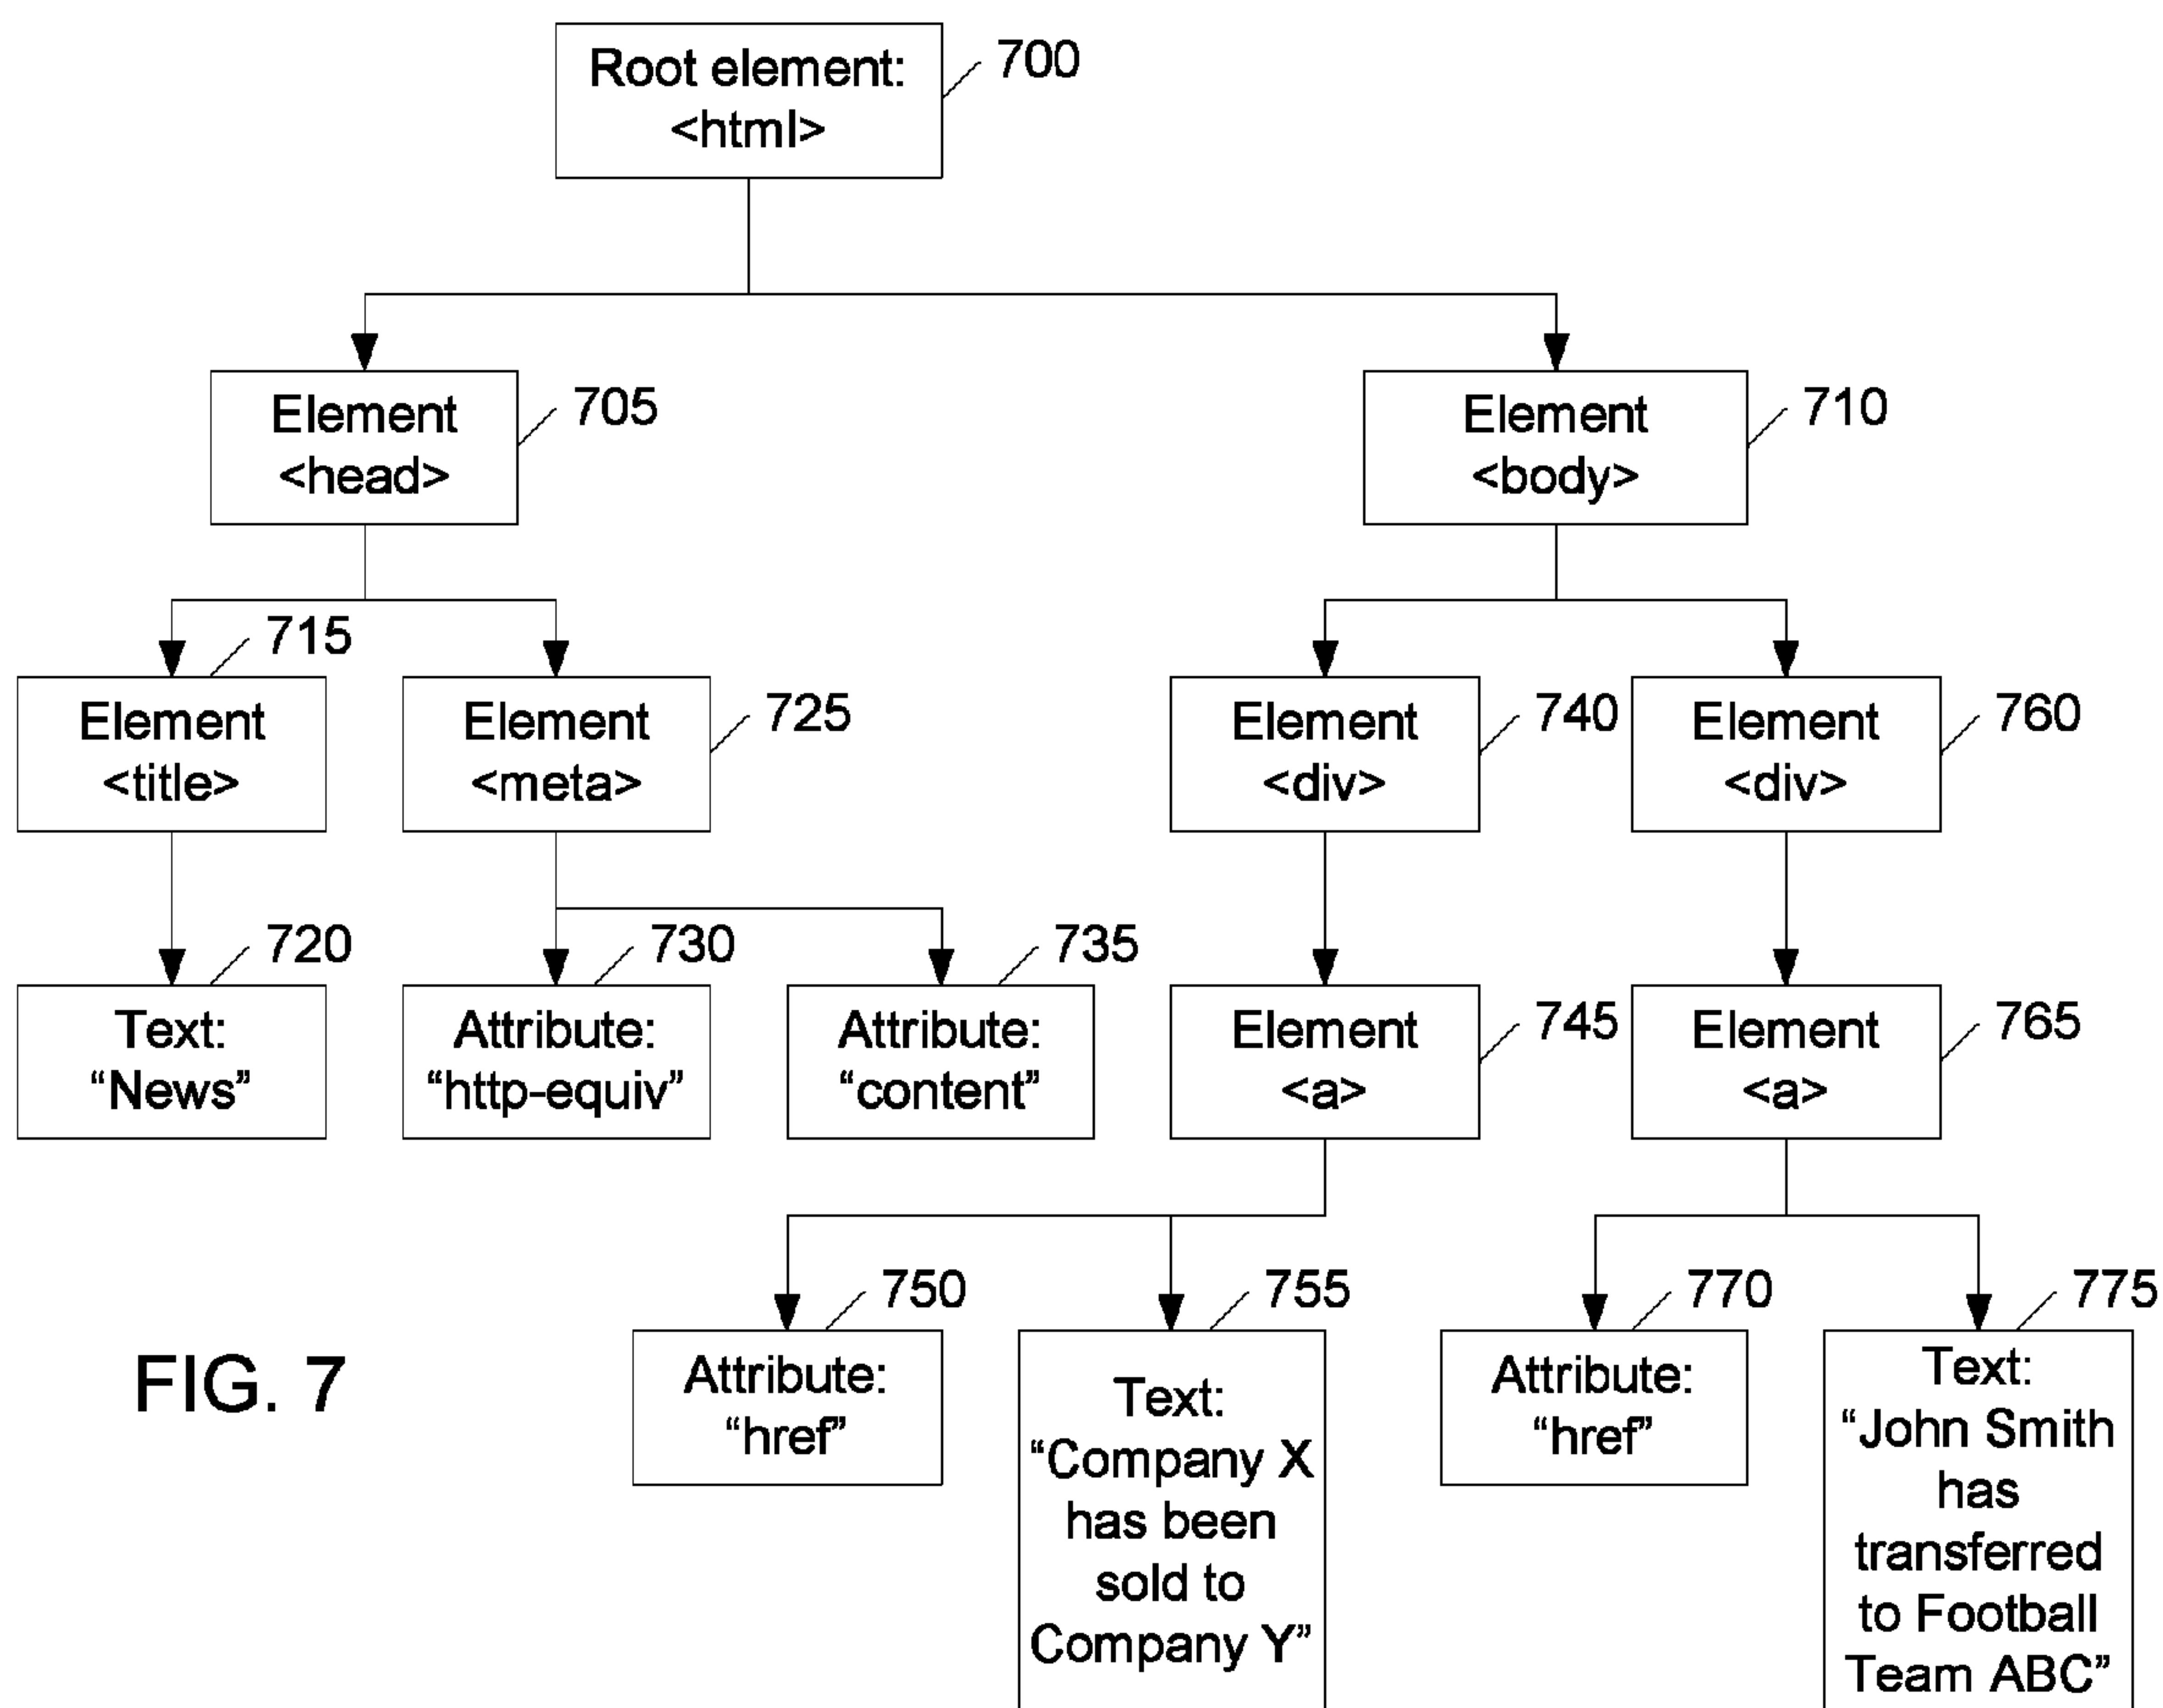 Root element:
<html>
700
Element
<head>
705
Element
<body>
710
715
Element
<title>
Element
<meta>
725
Element
<div>
740
Element
<div>
760
720
Text:
“News”
730
Attribute:
“http-equiv”
735
Attribute:
“content”
Element
<a>
745
Element
<a>
765
750
Attribute:
“href”
755
Text:
“Company X
has been
sold to
Company Y”
770
Attribute:
“href”
775
Text:
“John Smith
has
transferred
to Football
Team ABC”
FIG. 7